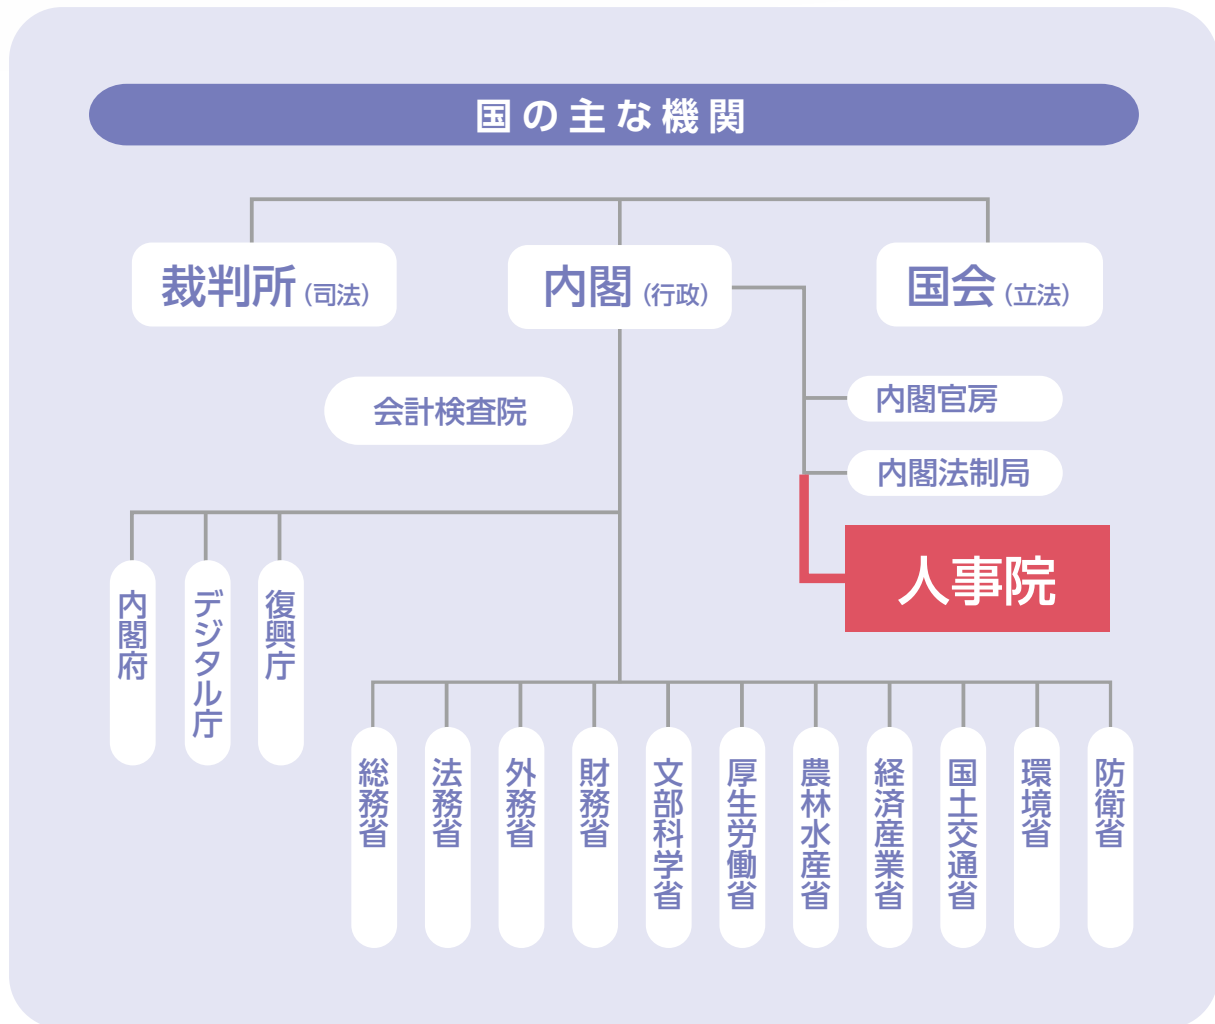 国の主な機関
裁判所（司法）
内閣（行政）
国会（立法）
会計検査院
内閣官房
内閣法制局
人事院
内閣府
デジタル庁
復興庁
総務省
法務省
外務省
財務省
文部科学省
厚生労働省
農林水産省
経済産業省
国土交通省
環境省
防衛省